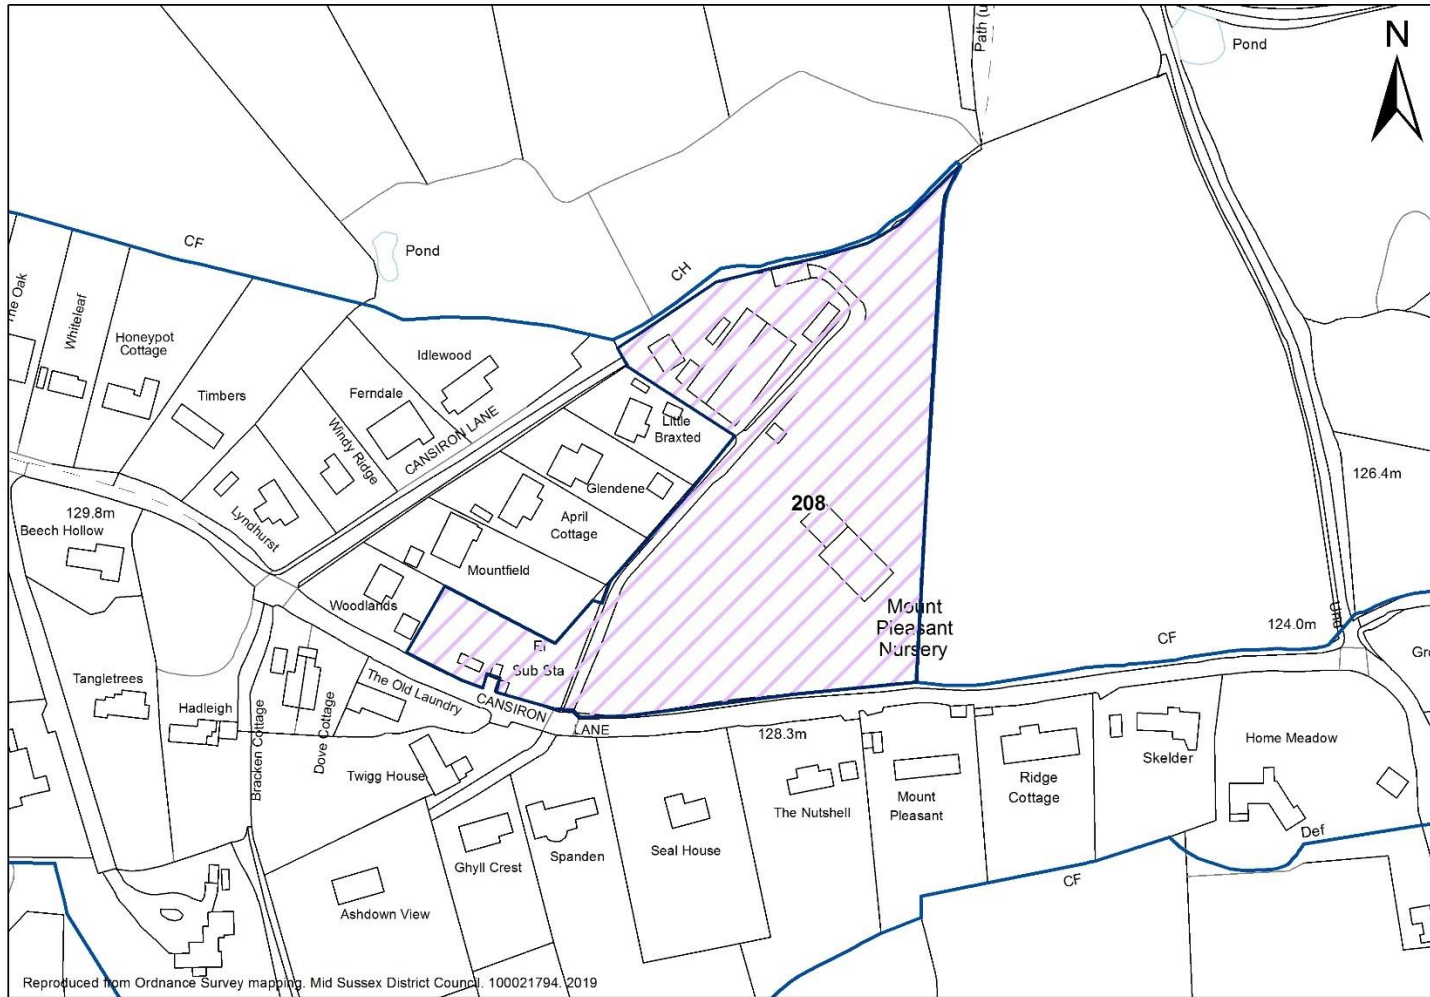 Path (u
N
Pond
CF
Pond
CH
The Oak
Whiteleaf
Honeypot
Cottage
Timbers
Idlewood
Ferndale
Windy Ridge
CANSIRON LANE
Little
Braxted
Glendene
April
Cottage
Lyndhurst
129.8m
Beech Hollow
Mountfield
Woodlands
208
126.4m
Mount
Pleasant
Nursery
CF
124.0m
Und
Gro
El
Sub Sta
Tangletrees
Hadleigh
Bracken Cottage
Dove Cottage
The Old Laundry
CANSIRON
LANE
128.3m
Twigg House
Ghyll Crest
Spanden
Seal House
The Nutshell
Mount
Pleasant
Ridge
Cottage
Skelder
Home Meadow
Def
CF
Ashdown View
Reproduced from Ordnance Survey mapping. Mid Sussex District Council. 100021794. 2019